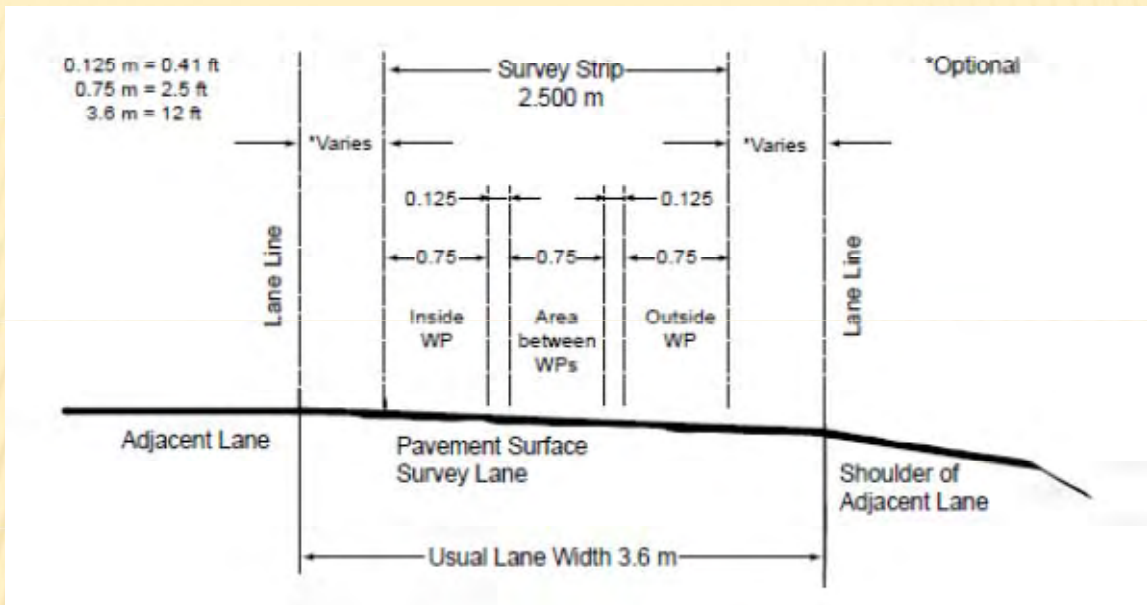 0.125 m = 0.41 ft
0.75 m = 2.5 ft
3.6 m = 12 ft
Survey Strip
2.500 m
*Optional
*Varies
*Varies
0.125
0.125
Lane Line
0.75
0.75
0.75
Lane Line
Inside
WP
Area
between
WPs
Outside
WP
Adjacent Lane
Pavement Surface
Survey Lane
Shoulder of
Adjacent Lane
Usual Lane Width 3.6 m